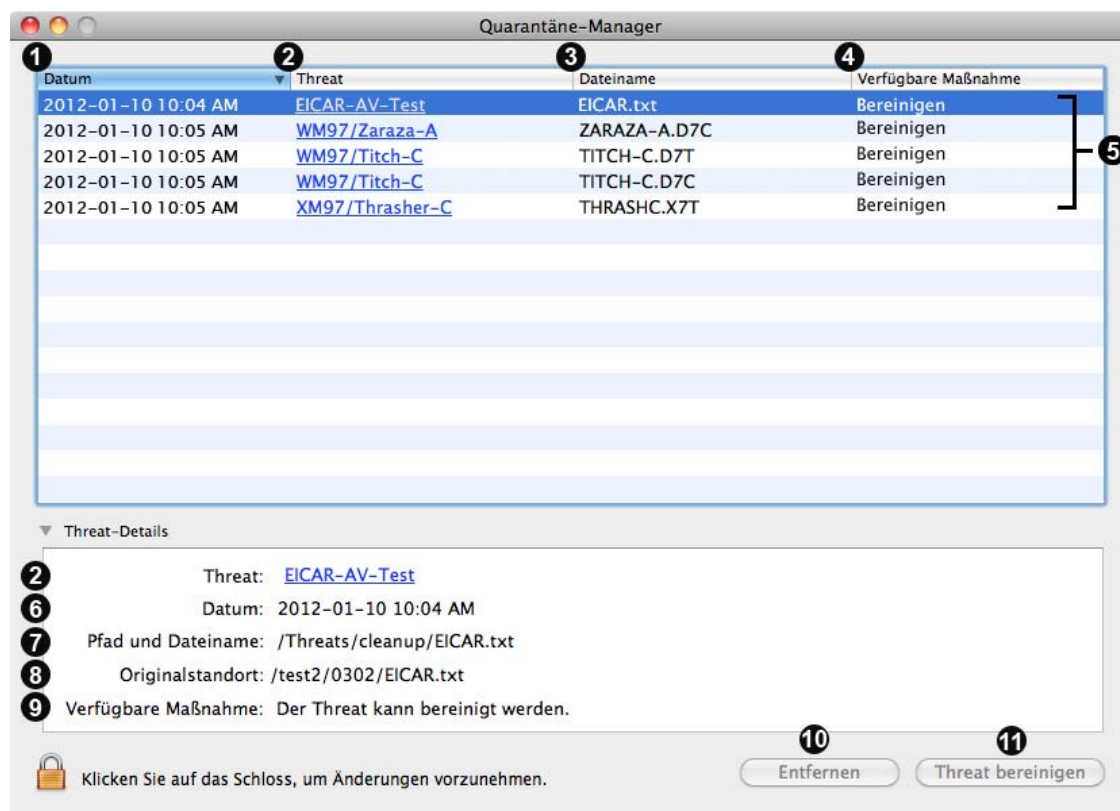 Quarantäne-Manager
1 2 3 4
Datum Threat Dateiname Verfügbare Maßnahme
2012-01-10 10:04 AM EICAR-AV-Test EICAR.txt Bereinigen
2012-01-10 10:05 AM WM97/Zaraza-A ZARAZA-A.D7C Bereinigen
2012-01-10 10:05 AM WM97/Titch-C TITCH-C.D7T Bereinigen 5
2012-01-10 10:05 AM WM97/Titch-C TITCH-C.D7C Bereinigen
2012-01-10 10:05 AM XM97/Thrasher-C THRASHC.X7T Bereinigen
Threat-Details
2 Threat: EICAR-AV-Test
6 Datum: 2012-01-10 10:04 AM
7 Pfad und Dateiname: /Threats/cleanup/EICAR.txt
8 Originalstandort: /test2/0302/EICAR.txt
9 Verfügbare Maßnahme: Der Threat kann bereinigt werden.
10 11
Klicken Sie auf das Schloss, um Änderungen vorzunehmen. Entfernen Threat bereinigen